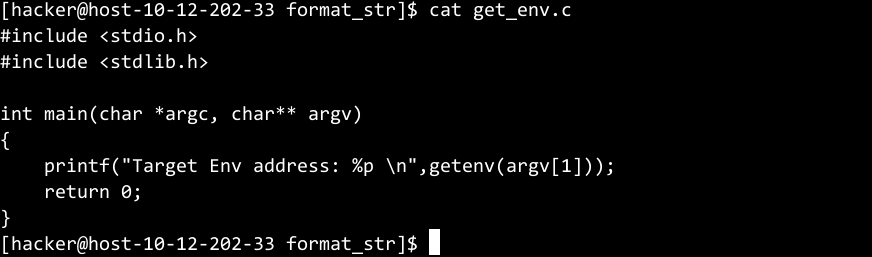 [hacker@host-10-12-202-33 format_str]$ cat get_env.c
#include <stdio.h>
#include <stdlib.h>
int main(char *argc, char** argv)
{
    printf("Target Env address: %p \n",getenv(argv[1]));
    return 0;
}
[hacker@host-10-12-202-33 format_str]$